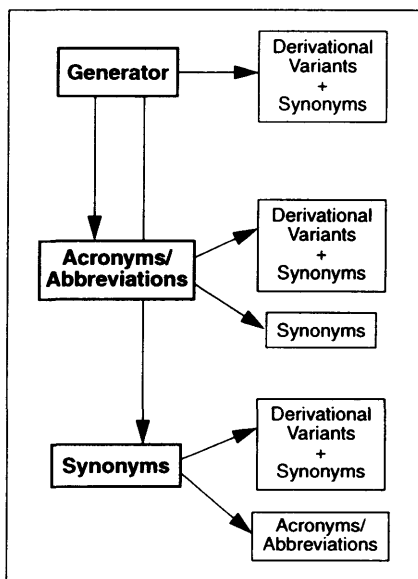 Generator
Derivational
Variants
+
Synonyms
Acronyms/
Abbreviations
Derivational
Variants
+
Synonyms
Synonyms
Synonyms
Derivational
Variants
+
Synonyms
Acronyms/
Abbreviations